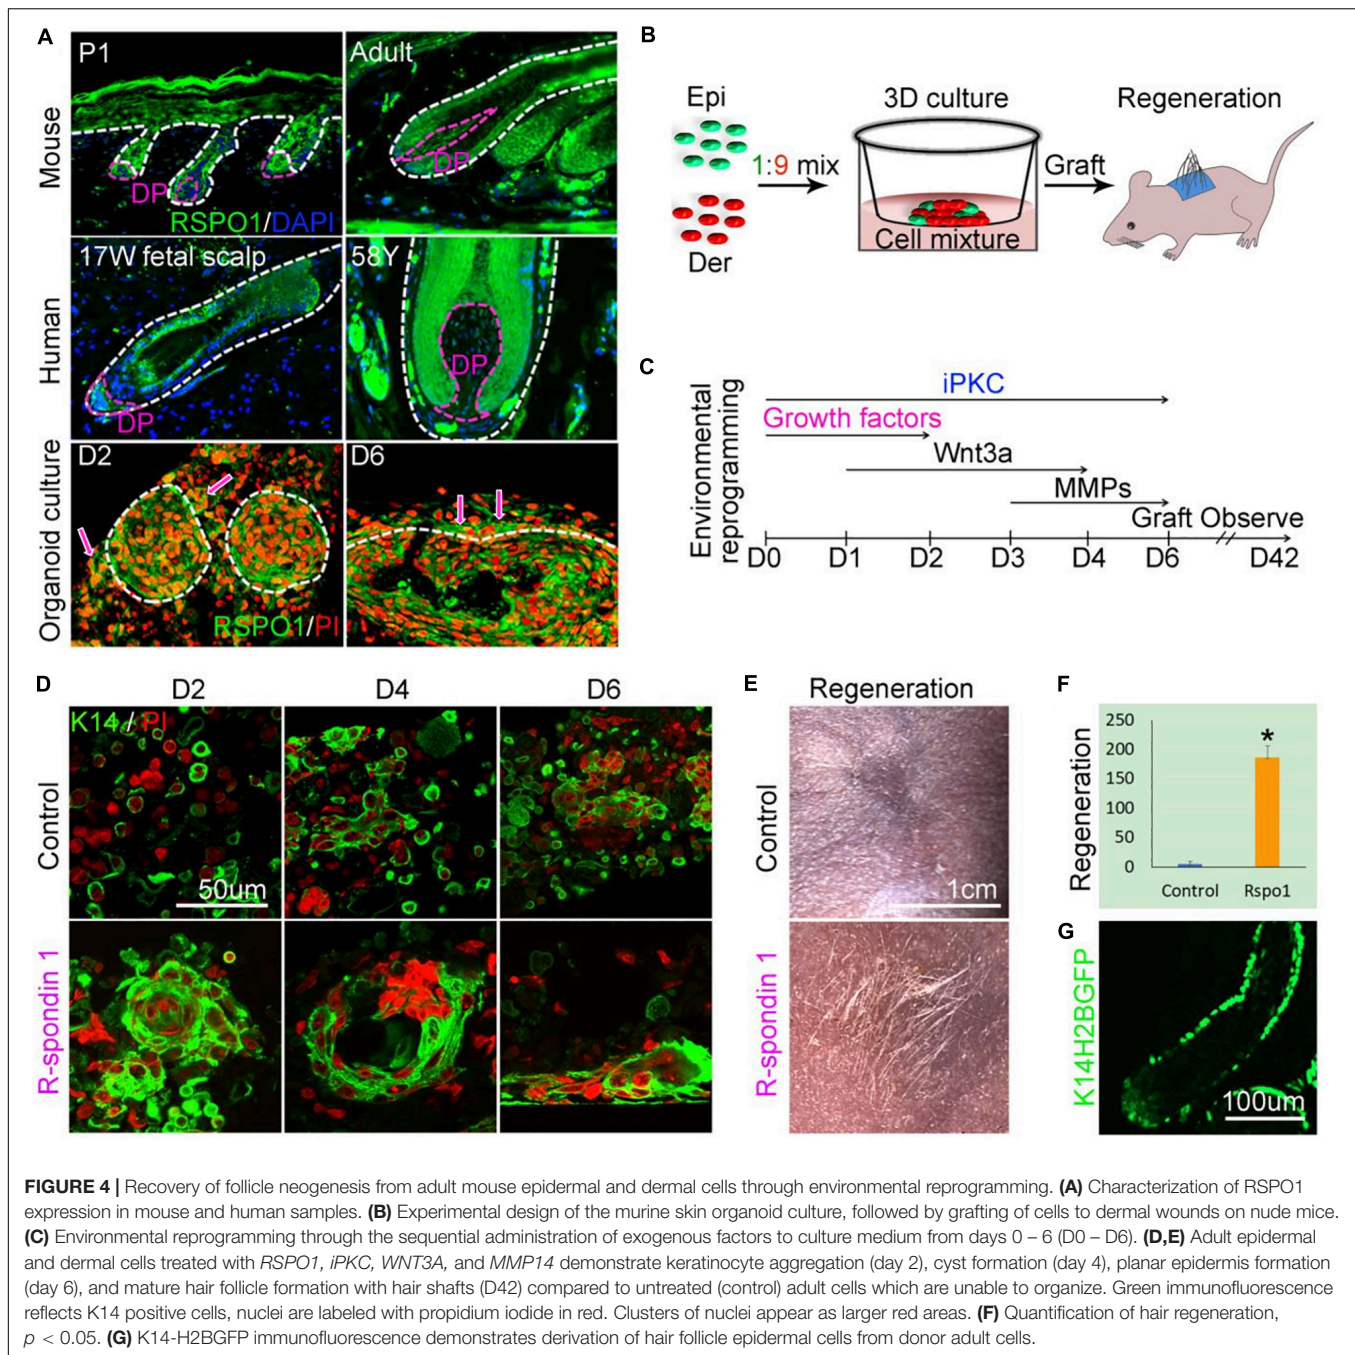 A
P1
Adult
Mouse
DP
DP
RSPO1/DAPI
17W fetal scalp
58Y
Human
DP
DP
Organoid culture
D2
D6
RSPO1/PI
B
Epi
3D culture
Regeneration
1:9 mix
Graft
Cell mixture
Der
C
Environmental
reprogramming
iPKC
Growth factors
Wnt3a
MMPs
Graft Observe
D0 D1 D2 D3 D4 D6 D42
D
D2 D4 D6
K14 / PI
Control
50um
R-spondin 1
E
Regeneration
Control
1cm
R-spondin 1
F
Regeneration
250
200
150
100
50
0
*
Control Rspo1
G
K14H2BGFP
100um
FIGURE 4 | Recovery of follicle neogenesis from adult mouse epidermal and dermal cells through environmental reprogramming. (A) Characterization of RSPO1
expression in mouse and human samples. (B) Experimental design of the murine skin organoid culture, followed by grafting of cells to dermal wounds on nude mice.
(C) Environmental reprogramming through the sequential administration of exogenous factors to culture medium from days 0 – 6 (D0 – D6). (D,E) Adult epidermal
and dermal cells treated with RSPO1, iPKC, WNT3A, and MMP14 demonstrate keratinocyte aggregation (day 2), cyst formation (day 4), planar epidermis formation
(day 6), and mature hair follicle formation with hair shafts (D42) compared to untreated (control) adult cells which are unable to organize. Green immunofluorescence
reflects K14 positive cells, nuclei are labeled with propidium iodide in red. Clusters of nuclei appear as larger red areas. (F) Quantification of hair regeneration,
p < 0.05. (G) K14-H2BGFP immunofluorescence demonstrates derivation of hair follicle epidermal cells from donor adult cells.